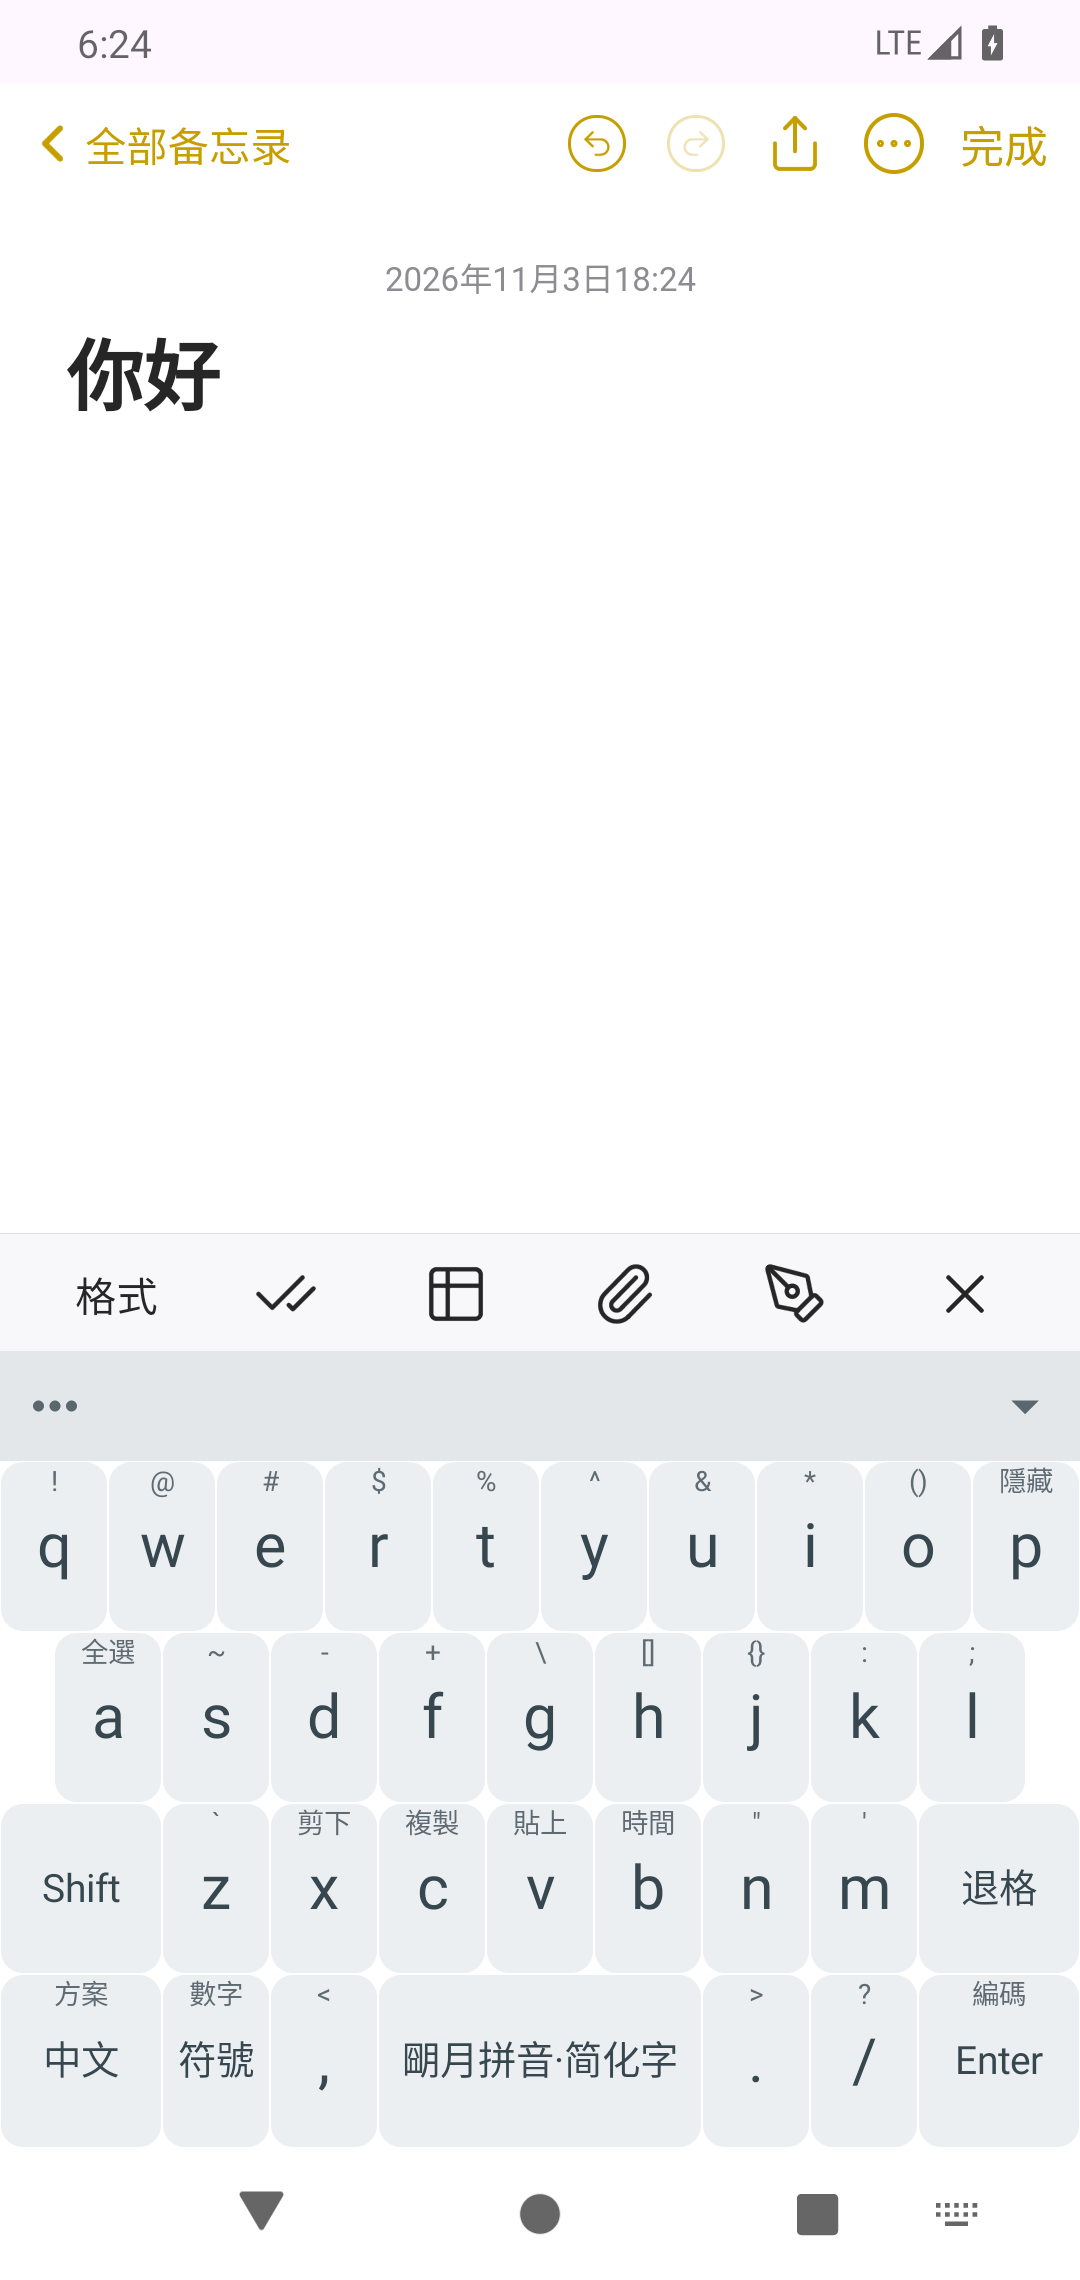 6:24 LTE
全部备忘录 完成
2026年11月3日18:24
你好
格式
! @ # $ % ^ & * () 隱藏
q w e r t y u i o p
全選 ~ - + \ [] {} : ;
a s d f g h j k l
` 剪下 複製 貼上 時間 " '
Shift z x c v b n m 退格
方案 數字 < > ? 編碼
中文 符號 , 朙月拼音·简化字 . / Enter